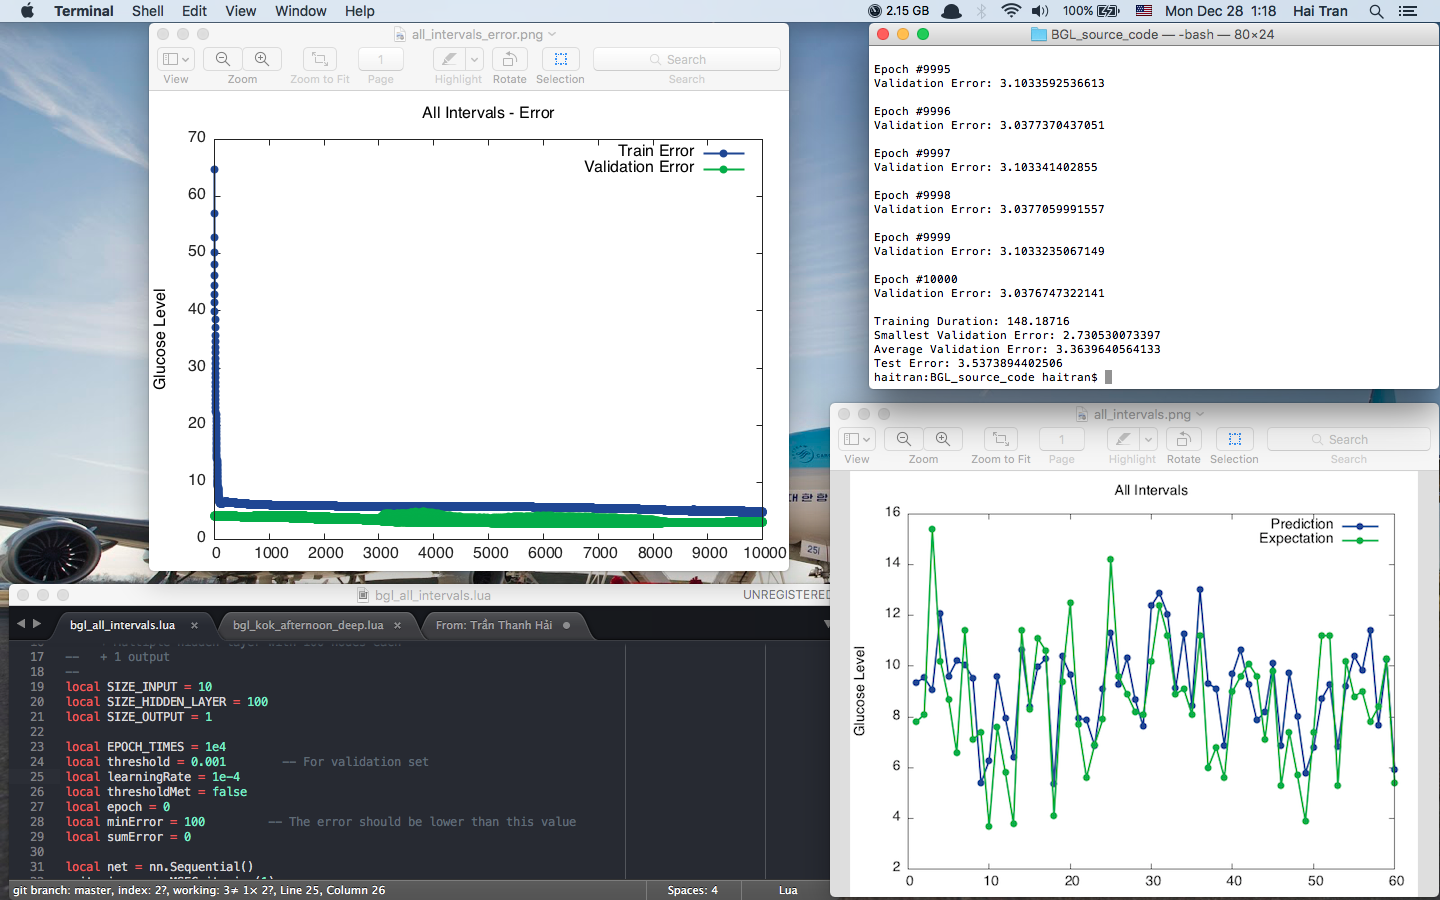 Terminal Shell Edit View Window Help
2.15 GB 100% Mon Dec 28 1:18 Hai Tran
all_intervals_error.png
1 Search
View Zoom Zoom to Fit Page Highlight Rotate Selection Search
All Intervals - Error
Train Error
Validation Error
Glucose Level
70
60
50
40
30
20
10
0
0 1000 2000 3000 4000 5000 6000 7000 8000 9000 10000
BGL_source_code — -bash — 80×24
Epoch #9995
Validation Error: 3.1033592536613
Epoch #9996
Validation Error: 3.0377370437051
Epoch #9997
Validation Error: 3.103341402855
Epoch #9998
Validation Error: 3.0377059991557
Epoch #9999
Validation Error: 3.1033235067149
Epoch #10000
Validation Error: 3.0376747322141
Training Duration: 148.18716
Smallest Validation Error: 2.730530073397
Average Validation Error: 3.3639640564133
Test Error: 3.5373894402506
haitran:BGL_source_code haitran$
대한항
251
bgl_all_intervals.lua
UNREGISTERED
bgl_all_intervals.lua × bgl_kok_afternoon_deep.lua × From: Trần Thanh Hải
17 -- + 1 output
18 --
19 local SIZE_INPUT = 10
20 local SIZE_HIDDEN_LAYER = 100
21 local SIZE_OUTPUT = 1
22
23 local EPOCH_TIMES = 1e4
24 local threshold = 0.001 -- For validation set
25 local learningRate = 1e-4
26 local thresholdMet = false
27 local epoch = 0
28 local minError = 100 -- The error should be lower than this value
29 local sumError = 0
30
31 local net = nn.Sequential()
git branch: master, index: 2?, working: 3≠ 1× 2?, Line 25, Column 26
Spaces: 4 Lua
all_intervals.png
1 Search
View Zoom Zoom to Fit Page Highlight Rotate Selection Search
All Intervals
Prediction
Expectation
Glucose Level
16
14
12
10
8
6
4
2
0 10 20 30 40 50 60